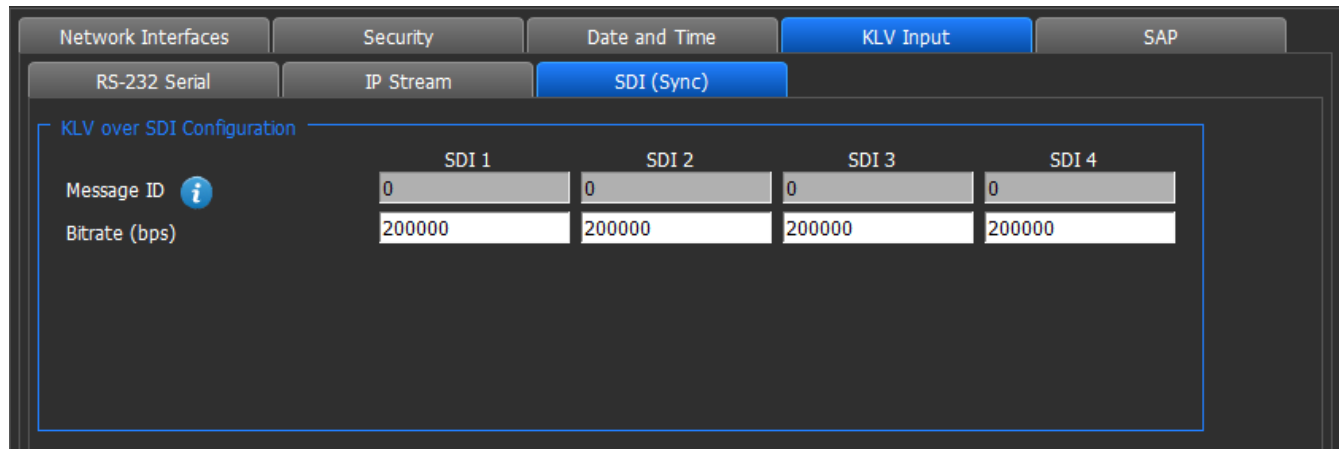 Network Interfaces Security Date and Time KLV Input SAP
RS-232 Serial IP Stream SDI (Sync)
KLV over SDI Configuration
SDI 1 SDI 2 SDI 3 SDI 4
Message ID i 0 0 0 0
Bitrate (bps) 200000 200000 200000 200000